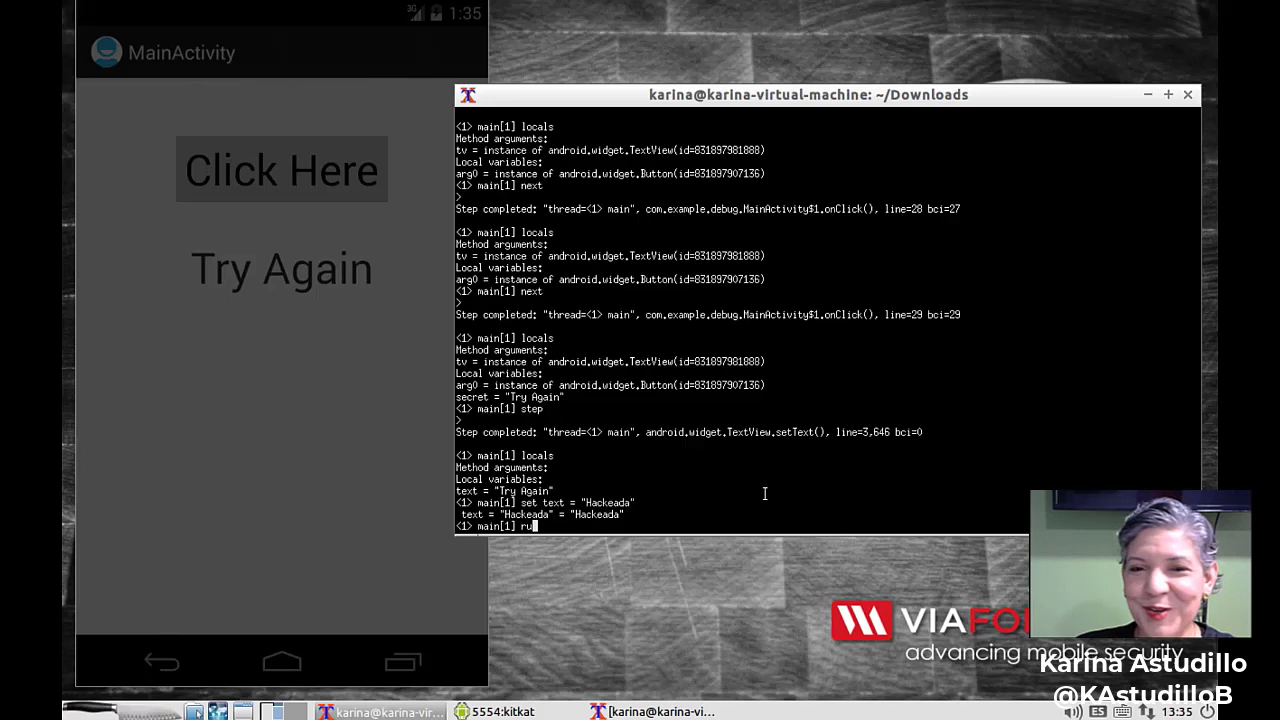 1:35
MainActivity
Click Here
Try Again
karina@karina-virtual-machine: ~/Downloads
<1> main[1] locals
Method arguments:
tv = instance of android.widget.TextView(id=831897981888)
Local variables:
arg0 = instance of android.widget.Button(id=831897907136)
<1> main[1] next
>
Step completed: "thread=<1> main", com.example.debug.MainActivity$1.onClick(), line=28 bci=27
<1> main[1] locals
Method arguments:
tv = instance of android.widget.TextView(id=831897981888)
Local variables:
arg0 = instance of android.widget.Button(id=831897907136)
<1> main[1] next
>
Step completed: "thread=<1> main", com.example.debug.MainActivity$1.onClick(), line=29 bci=29
<1> main[1] locals
Method arguments:
tv = instance of android.widget.TextView(id=831897981888)
Local variables:
arg0 = instance of android.widget.Button(id=831897907136)
secret = "Try Again"
<1> main[1] step
>
Step completed: "thread=<1> main", android.widget.TextView.setText(), line=3,646 bci=0
<1> main[1] locals
Method arguments:
Local variables:
text = "Try Again"
<1> main[1] set text = "Hackeada"
text = "Hackeada" = "Hackeada"
<1> main[1] ru
VIAFO
advancing mobile security
Karina Astudillo
@KAstudilloB
karina@karina-vir...
5554:kitkat
[karina@karina-vi...
ES
13:35
3G